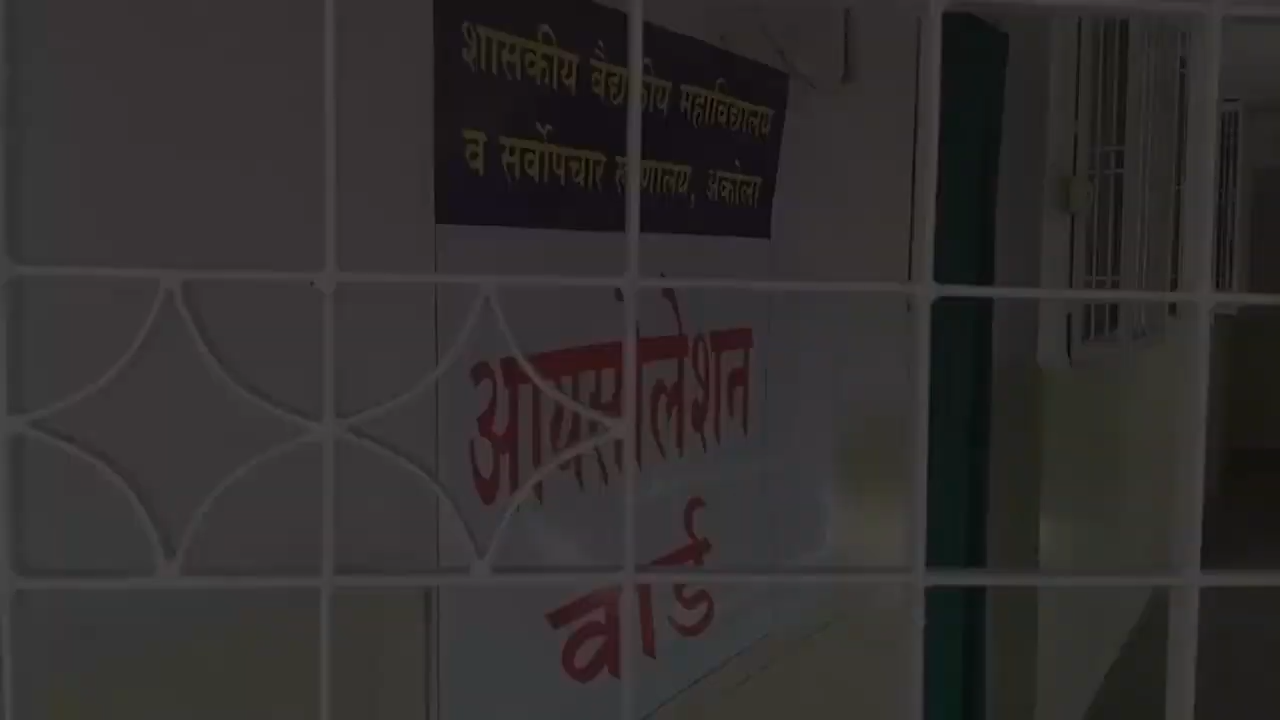 शासकीय वैद्यकीय महाविद्यालय
व सर्वोपचार रुग्णालय, अकोला
आयसोलेशन
वार्ड